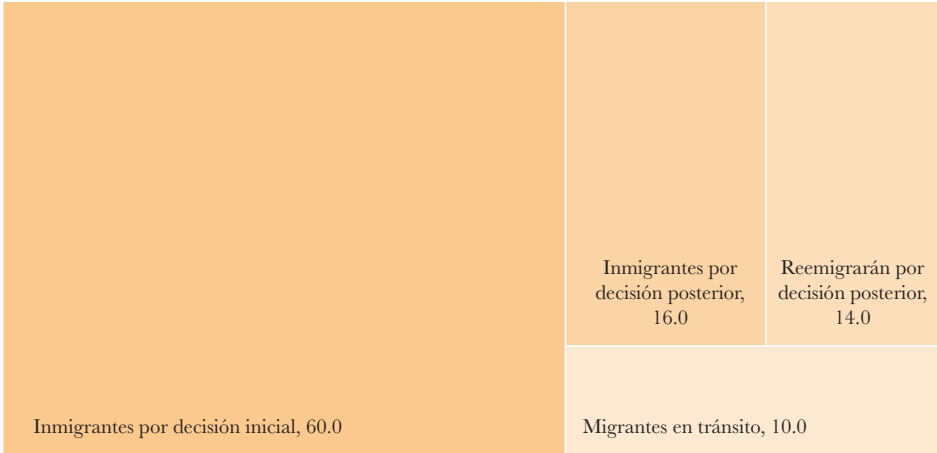 Inmigrantes por
decisión posterior,
16.0
Reemigrarán por
decisión posterior,
14.0
Inmigrantes por decisión inicial, 60.0
Migrantes en tránsito, 10.0